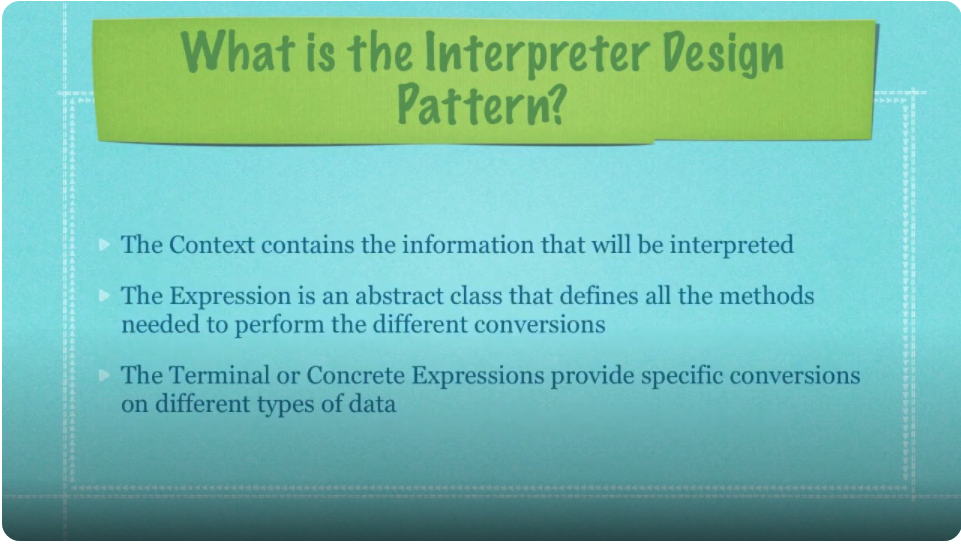 What is the Interpreter Design
Pattern?
The Context contains the information that will be interpreted
The Expression is an abstract class that defines all the methods
needed to perform the different conversions
The Terminal or Concrete Expressions provide specific conversions
on different types of data